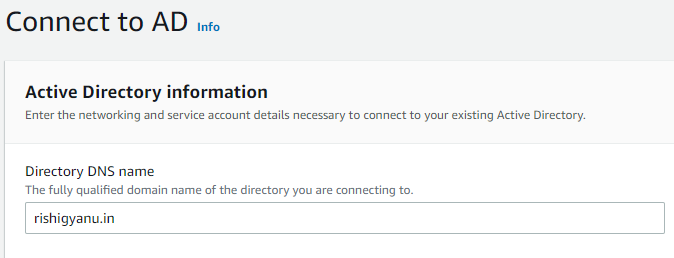 Connect to AD Info
Active Directory information
Enter the networking and service account details necessary to connect to your existing Active Directory.
Directory DNS name
The fully qualified domain name of the directory you are connecting to.
rishigyanu.in